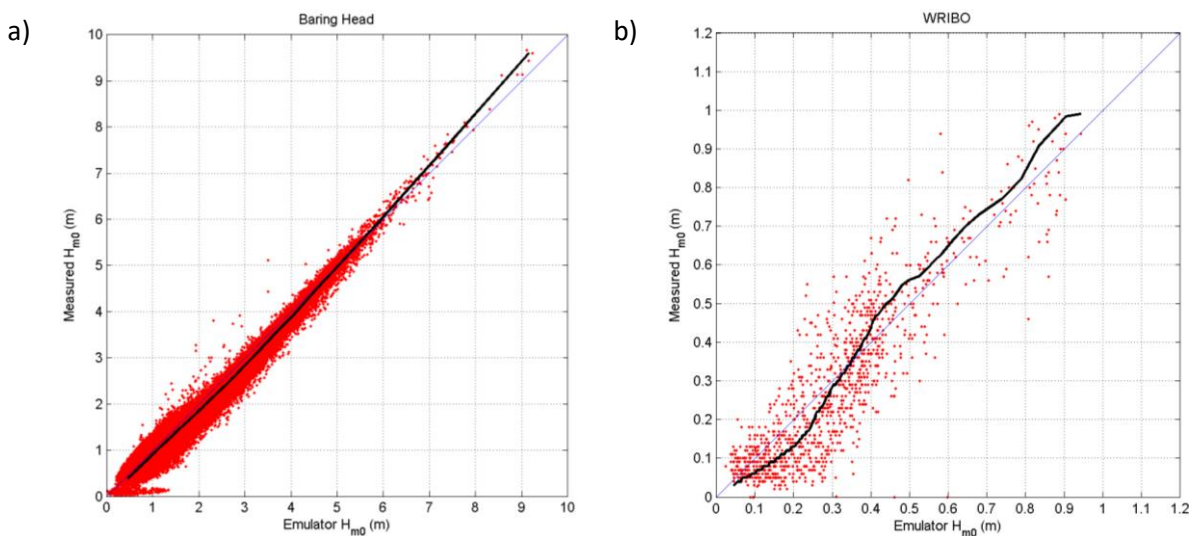 a)
Baring Head
10
9
8
7
6
5
4
3
2
1
0
Measured H_m0 (m)
0 1 2 3 4 5 6 7 8 9 10
Emulator H_m0 (m)
b)
WRIBO
1.2
1.1
1
0.9
0.8
0.7
0.6
0.5
0.4
0.3
0.2
0.1
0
Measured H_m0 (m)
0 0.1 0.2 0.3 0.4 0.5 0.6 0.7 0.8 0.9 1 1.1 1.2
Emulator H_m0 (m)